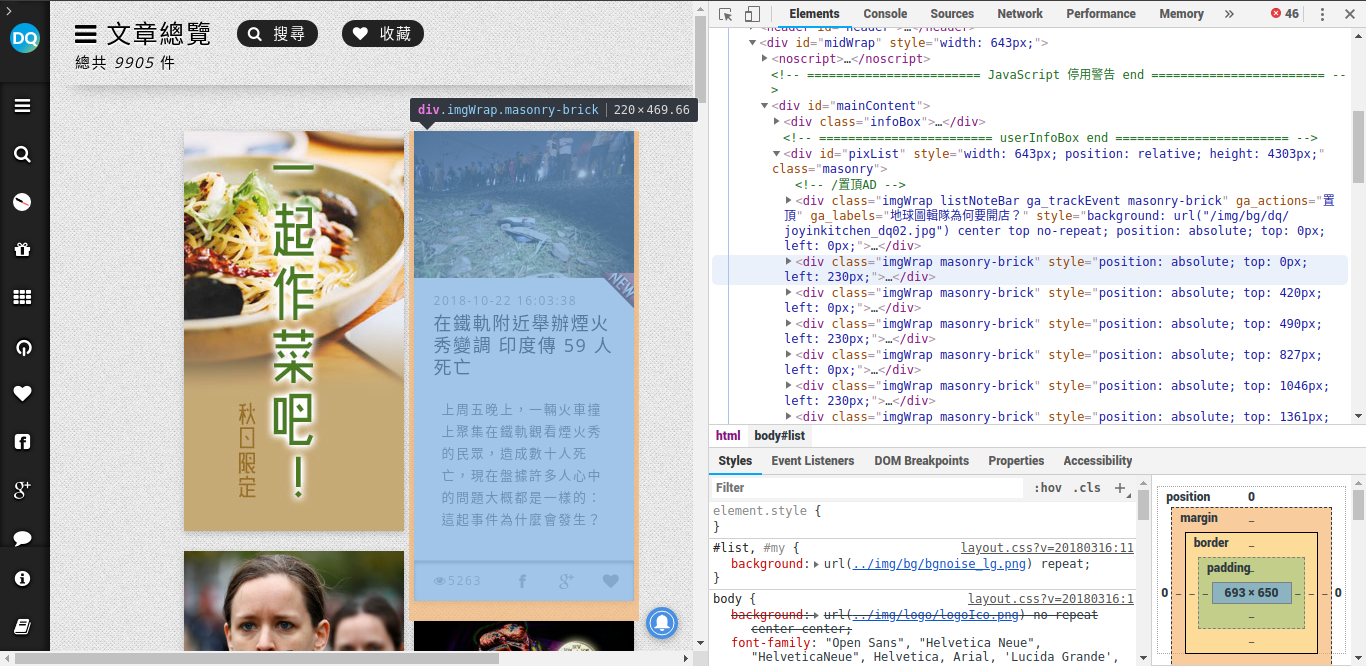 DQ
文章總覽
搜尋
收藏
總共 9905 件
div.imgWrap.masonry-brick 220 × 469.66
一起作菜吧！
秋日限定
NEW
2018-10-22 16:03:38
在鐵軌附近舉辦煙火
秀變調 印度傳 59 人
死亡
上周五晚上，一輛火車撞
上聚集在鐵軌觀看煙火秀
的民眾，造成數十人死
亡，現在盤據許多人心中
的問題大概都是一樣的：
這起事件為什麼會發生？
5263
Elements Console Sources Network Performance Memory » 46
<div id="midWrap" style="width: 643px;">
<noscript>…</noscript>
<!-- ======================== JavaScript 停用警告 end ======================== --
>
<div id="mainContent">
<div class="infoBox">…</div>
<!-- ======================== userInfoBox end ======================== -->
<div id="pixList" style="width: 643px; position: relative; height: 4303px;"
class="masonry">
<!-- /置頂AD -->
<div class="imgWrap listNoteBar ga_trackEvent masonry-brick" ga_actions="置
頂" ga_labels="地球圖輯隊為何要開店？" style="background: url("/img/bg/dq/
joyinkitchen_dq02.jpg") center top no-repeat; position: absolute; top: 0px;
left: 0px;">…</div>
<div class="imgWrap masonry-brick" style="position: absolute; top: 0px;
left: 230px;">…</div>
<div class="imgWrap masonry-brick" style="position: absolute; top: 420px;
left: 0px;">…</div>
<div class="imgWrap masonry-brick" style="position: absolute; top: 490px;
left: 230px;">…</div>
<div class="imgWrap masonry-brick" style="position: absolute; top: 827px;
left: 0px;">…</div>
<div class="imgWrap masonry-brick" style="position: absolute; top: 1046px;
left: 230px;">…</div>
<div class="imgWrap masonry-brick" style="position: absolute; top: 1361px;
html body#list
Styles Event Listeners DOM Breakpoints Properties Accessibility
Filter :hov .cls +
element.style {
}
#list, #my { layout.css?v=20180316:11
background: url(../img/bg/bgnoise_lg.png) repeat;
}
body { layout.css?v=20180316:1
background: url(../img/logo/logoIco.png) no-repeat
center center;
font-family: "Open Sans", "Helvetica Neue",
"HelveticaNeue", Helvetica, Arial, 'Lucida Grande',
position 0
margin –
border –
padding –
0 – – – 693 × 650 – – – 0
–
–